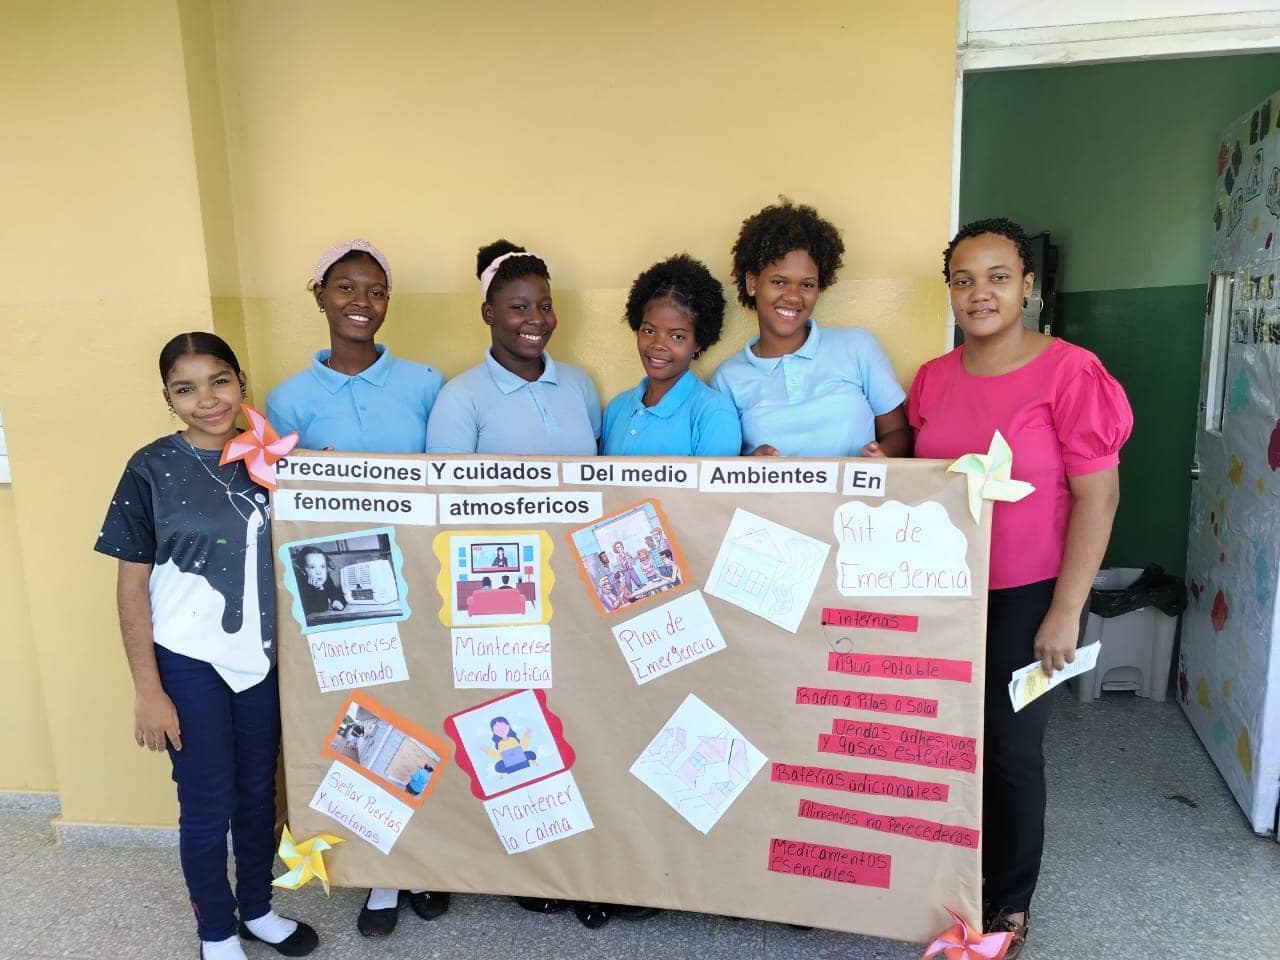 Precauciones Y cuidados Del medio Ambientes En
fenomenos atmosfericos
Mantenerse
Informado
Mantenerse
Viendo noticia
Plan de
Emergencia
Sellar Puertas
y Ventanas
Mantener
la Calma
Kit de
Emergencia
Linternas
Agua Potable
Radio a Pilas o Solar
Vendas adhesivas
y gasas estériles
Baterías adicionales
Alimentos no Perecederos
Medicamentos
esenciales